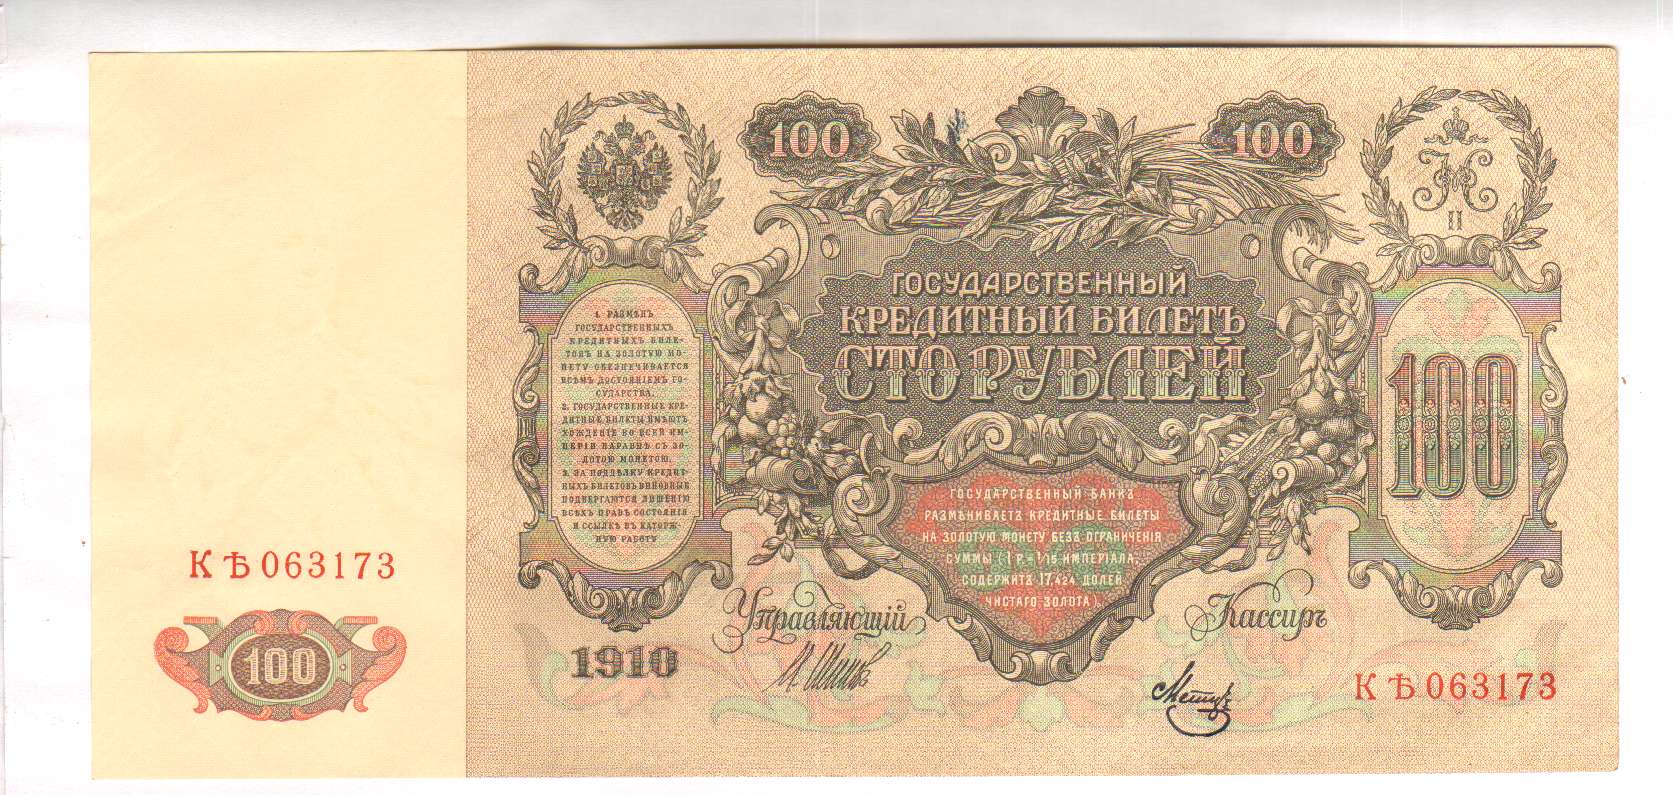 100
100
II
ГОСУДАРСТВЕННЫЙ
КРЕДИТНЫЙ БИЛЕТЪ
СТО РУБЛЕЙ
1. РАЗМѢНЪ
ГОСУДАРСТВЕННЫХЪ
КРЕДИТНЫХЪ БИЛЕ-
ТОВЪ НА ЗОЛОТУЮ МО-
НЕТУ ОБЕЗПЕЧИВАЕТСЯ
ВСѢМЪ ДОСТОЯНІЕМЪ ГО-
СУДАРСТВА.
2. ГОСУДАРСТВЕННЫЕ КРЕ-
ДИТНЫЕ БИЛЕТЫ ИМѢЮТЪ
ХОЖДЕНІЕ ВО ВСЕЙ ИМ-
ПЕРІИ НАРАВНѢ СЪ ЗО-
ЛОТОЮ МОНЕТОЮ.
3. ЗА ПОДДѢЛКУ КРЕДИТ-
НЫХЪ БИЛЕТОВЪ ВИНОВНЫЕ
ПОДВЕРГАЮТСЯ ЛИШЕНІЮ
ВСѢХЪ ПРАВЪ СОСТОЯНІЯ
И ССЫЛКѢ ВЪ КАТОРЖ-
НУЮ РАБОТУ
100
ГОСУДАРСТВЕННЫЙ БАНКЪ
РАЗМѢНИВАЕТЪ КРЕДИТНЫЕ БИЛЕТЫ
НА ЗОЛОТУЮ МОНЕТУ БЕЗЪ ОГРАНИЧЕНІЯ
СУММЫ (1 Р.= 1/15 ИМПЕРІАЛА,
СОДЕРЖИТЪ 17,424 ДОЛЕЙ
ЧИСТАГО ЗОЛОТА).
КѢ 063173
100
Управляющій
Кассиръ
1910
И. Шипов
КѢ 063173